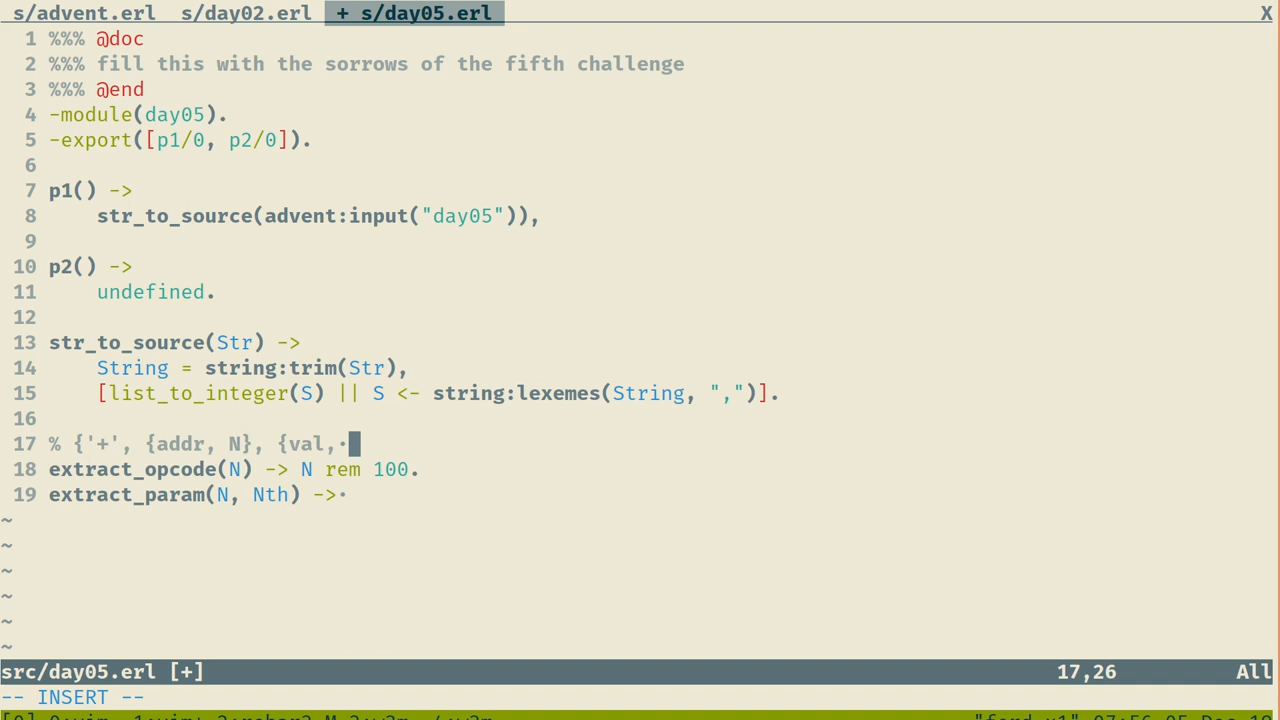 s/advent.erl  s/day02.erl  + s/day05.erl  X
1 %%% @doc
2 %%% fill this with the sorrows of the fifth challenge
3 %%% @end
4 -module(day05).
5 -export([p1/0, p2/0]).
6
7 p1() ->
8     str_to_source(advent:input("day05")),
9
10 p2() ->
11     undefined.
12
13 str_to_source(Str) ->
14     String = string:trim(Str),
15     [list_to_integer(S) || S <- string:lexemes(String, ",")].
16
17 % {'+', {addr, N}, {val,·
18 extract_opcode(N) -> N rem 100.
19 extract_param(N, Nth) ->·
~
~
~
~
~
~
src/day05.erl [+]  17,26  All
-- INSERT --